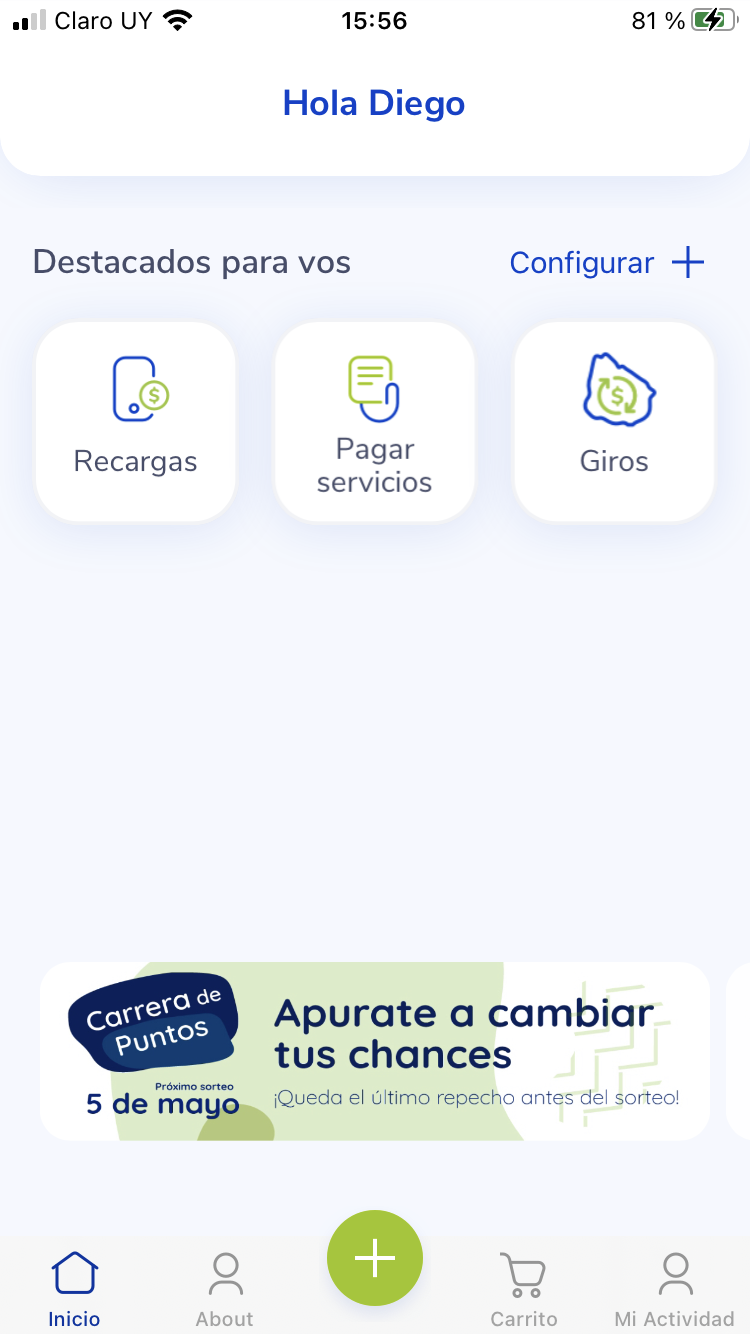 Claro UY 15:56 81 %
Hola Diego
Destacados para vos Configurar +
Recargas
Pagar
servicios
Giros
Carrera de
Puntos
Próximo sorteo
5 de mayo
Apurate a cambiar
tus chances
¡Queda el último repecho antes del sorteo!
Inicio About Carrito Mi Actividad